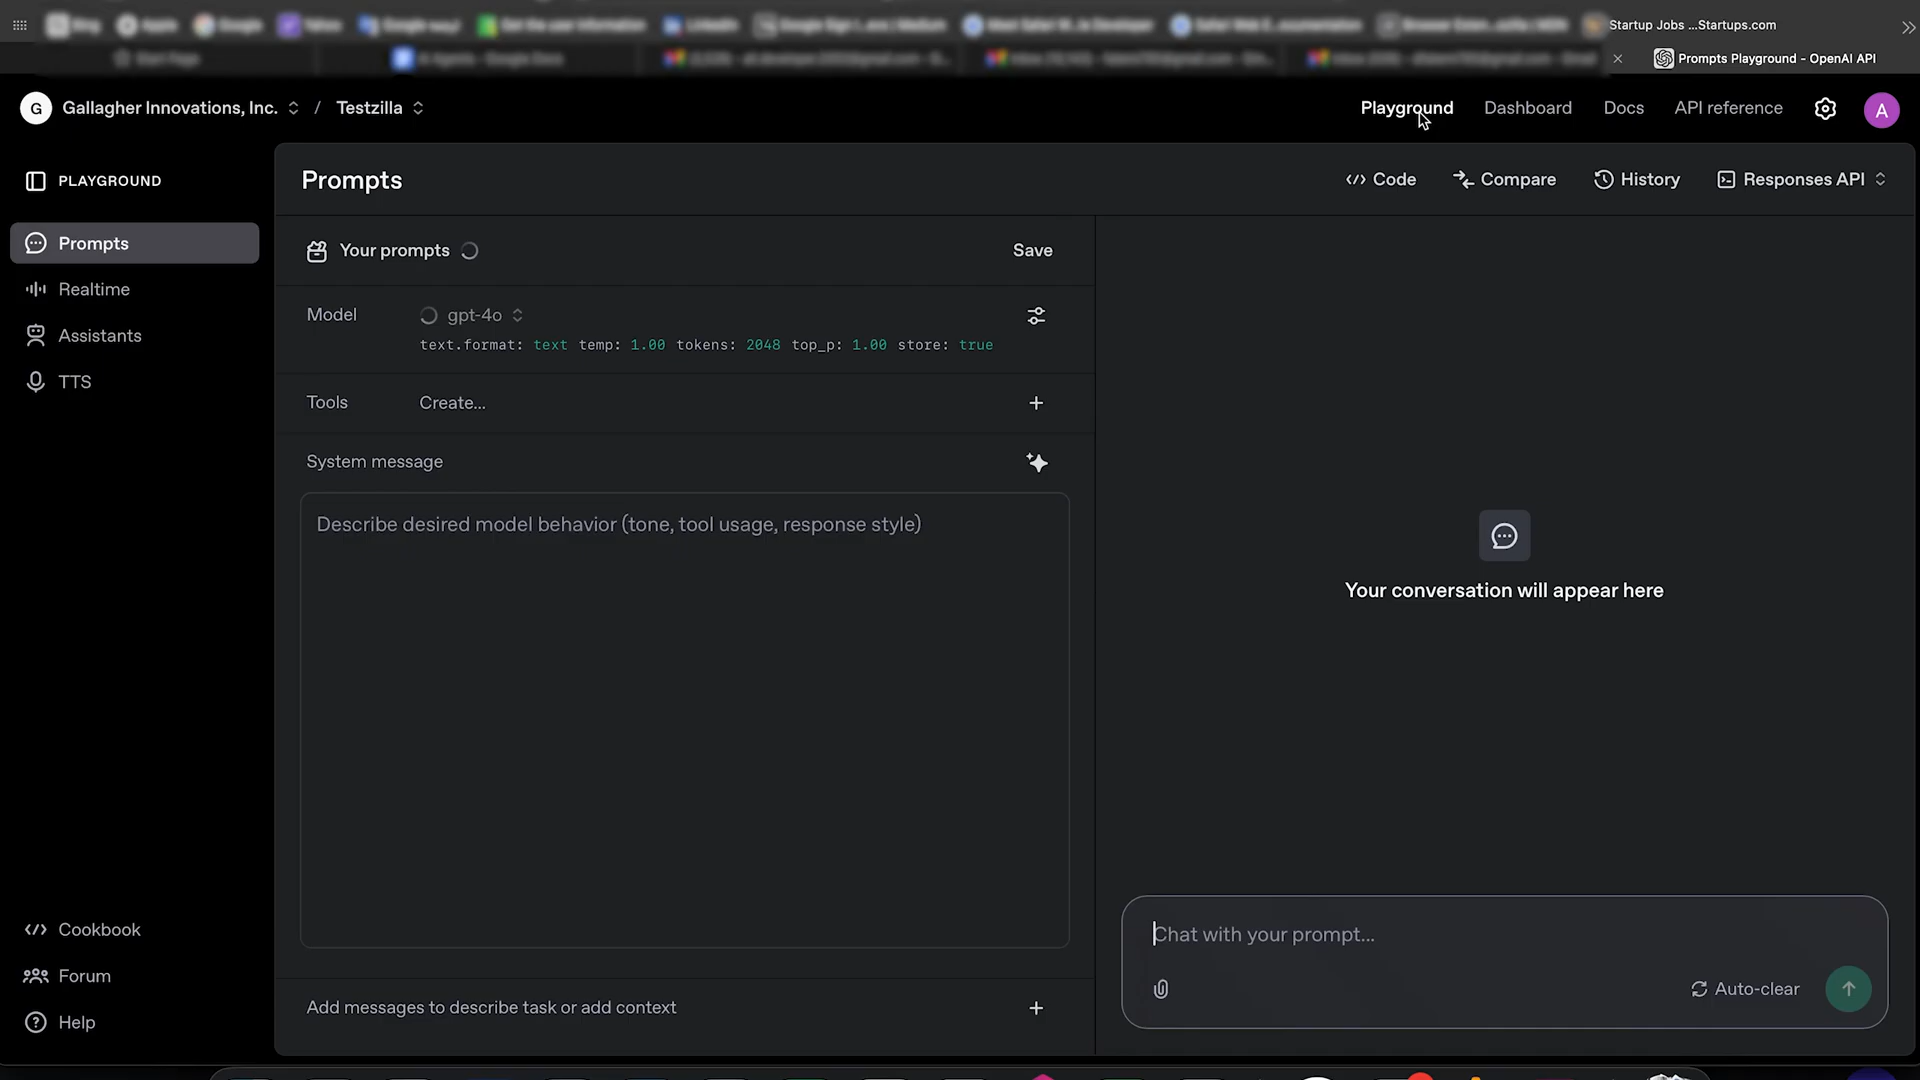 Startup Jobs ...Startups.com
Prompts Playground - OpenAI API
G Gallagher Innovations, Inc. / Testzilla
Playground Dashboard Docs API reference A
PLAYGROUND
Prompts
Realtime
Assistants
TTS
Cookbook
Forum
Help
Prompts
Code Compare History Responses API
Your prompts Save
Model gpt-4o
text.format: text temp: 1.00 tokens: 2048 top_p: 1.00 store: true
Tools Create...
System message
Describe desired model behavior (tone, tool usage, response style)
Add messages to describe task or add context
Your conversation will appear here
Chat with your prompt...
Auto-clear